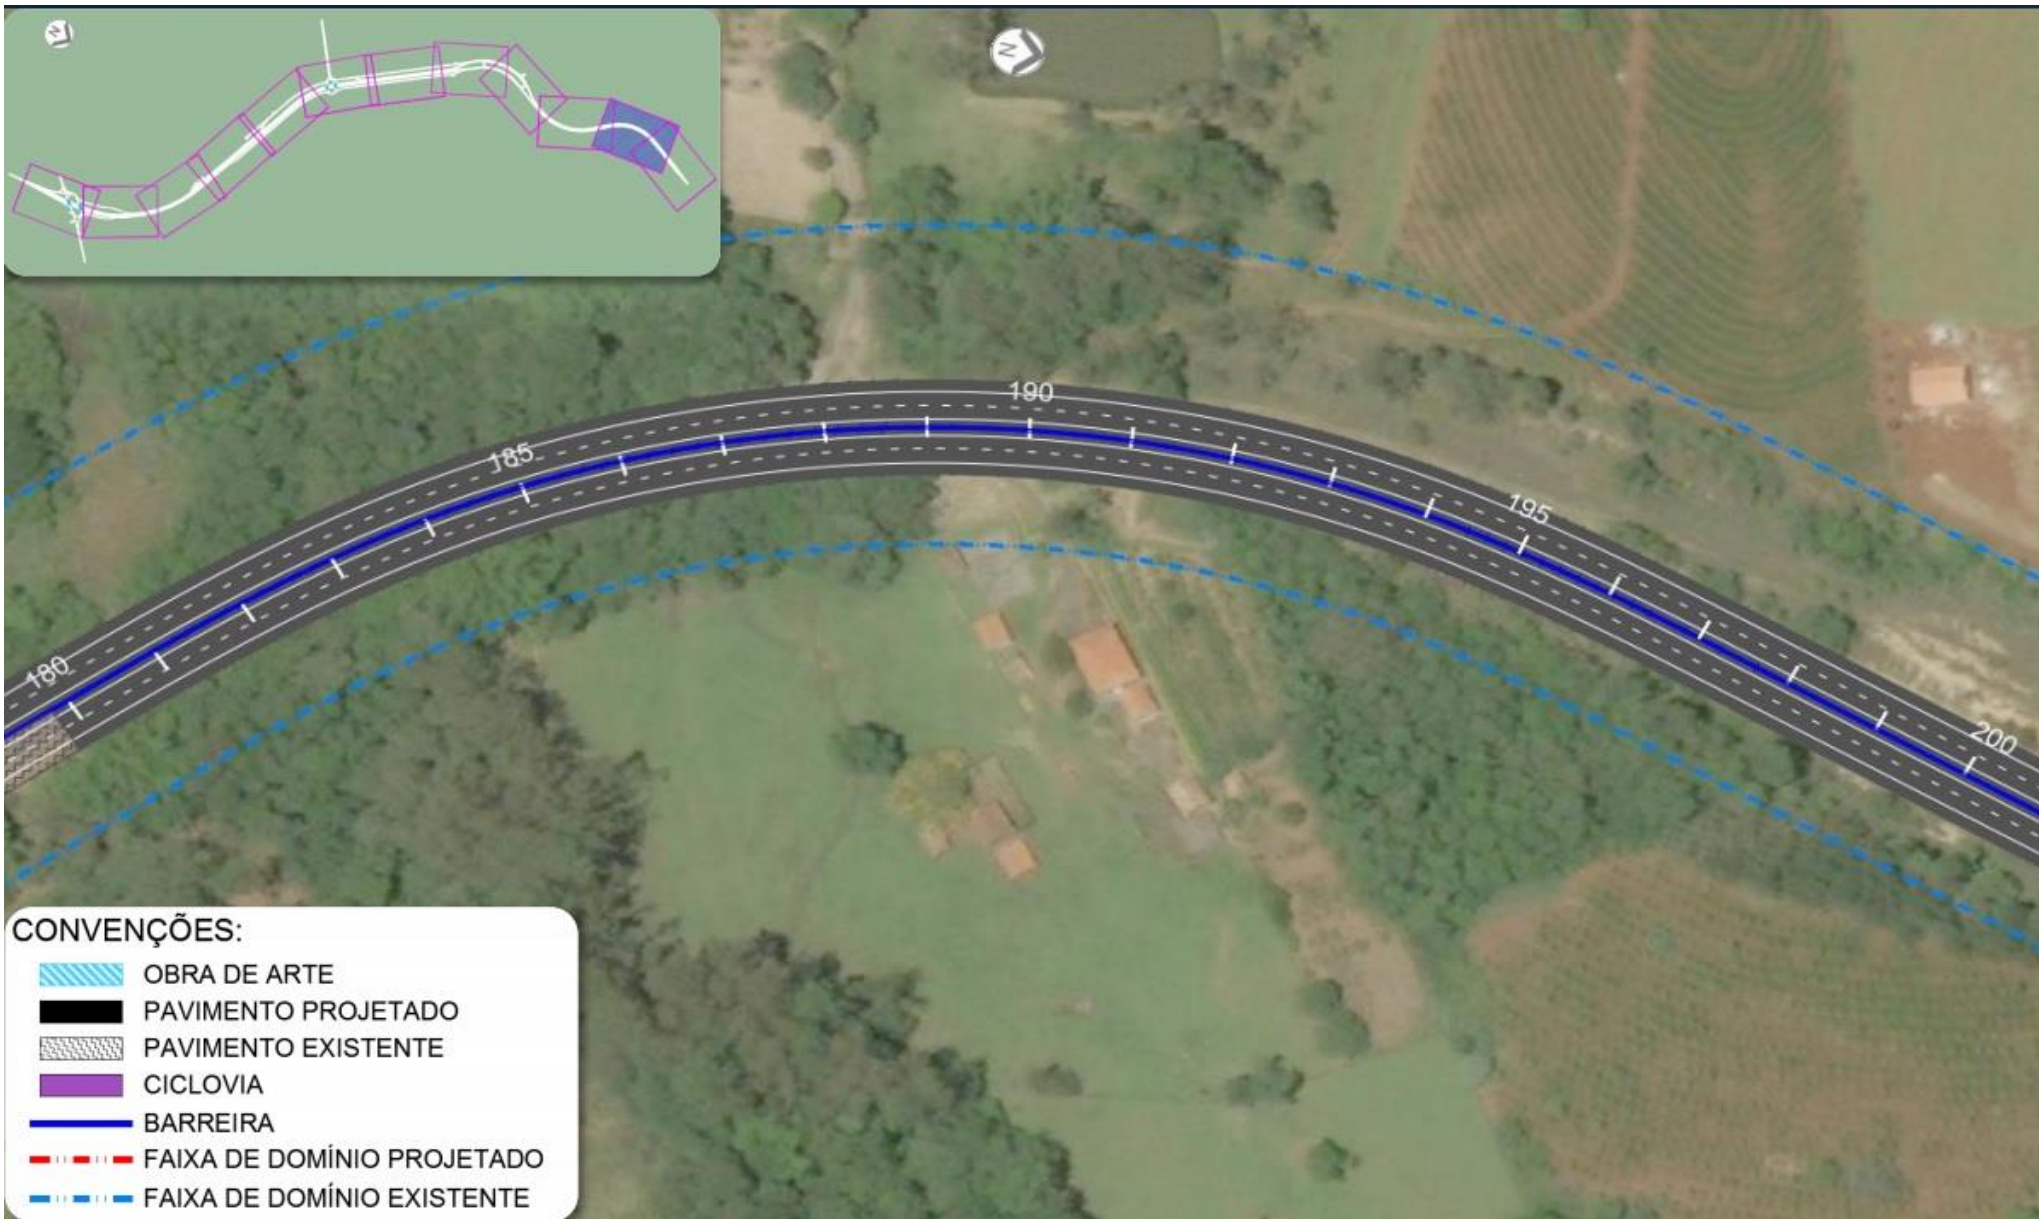 N
N
180
185
190
195
200
CONVENÇÕES:
OBRA DE ARTE
PAVIMENTO PROJETADO
PAVIMENTO EXISTENTE
CICLOVIA
BARREIRA
FAIXA DE DOMÍNIO PROJETADO
FAIXA DE DOMÍNIO EXISTENTE